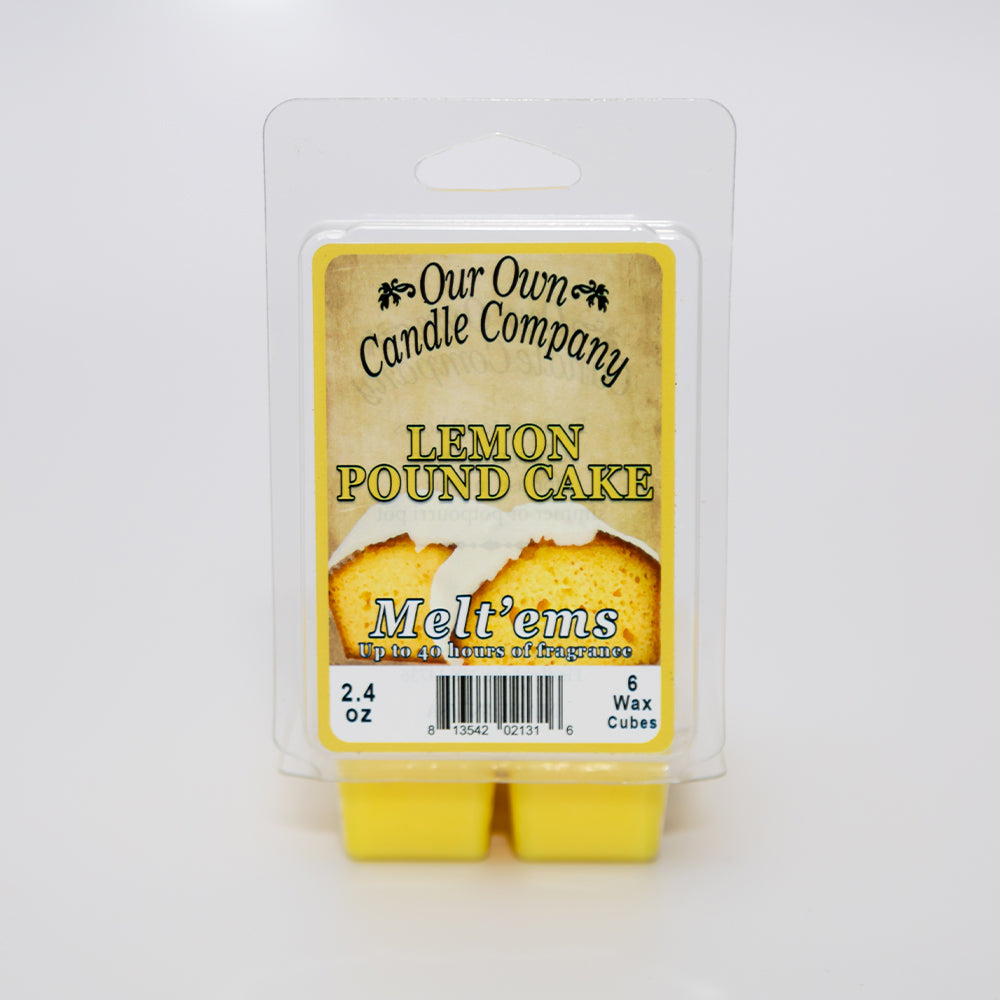 Our Own
Candle Company
LEMON
POUND CAKE
Melt'ems
Up to 40 hours of fragrance
2.4
oz
6
Wax
Cubes
8 13542 02131 6